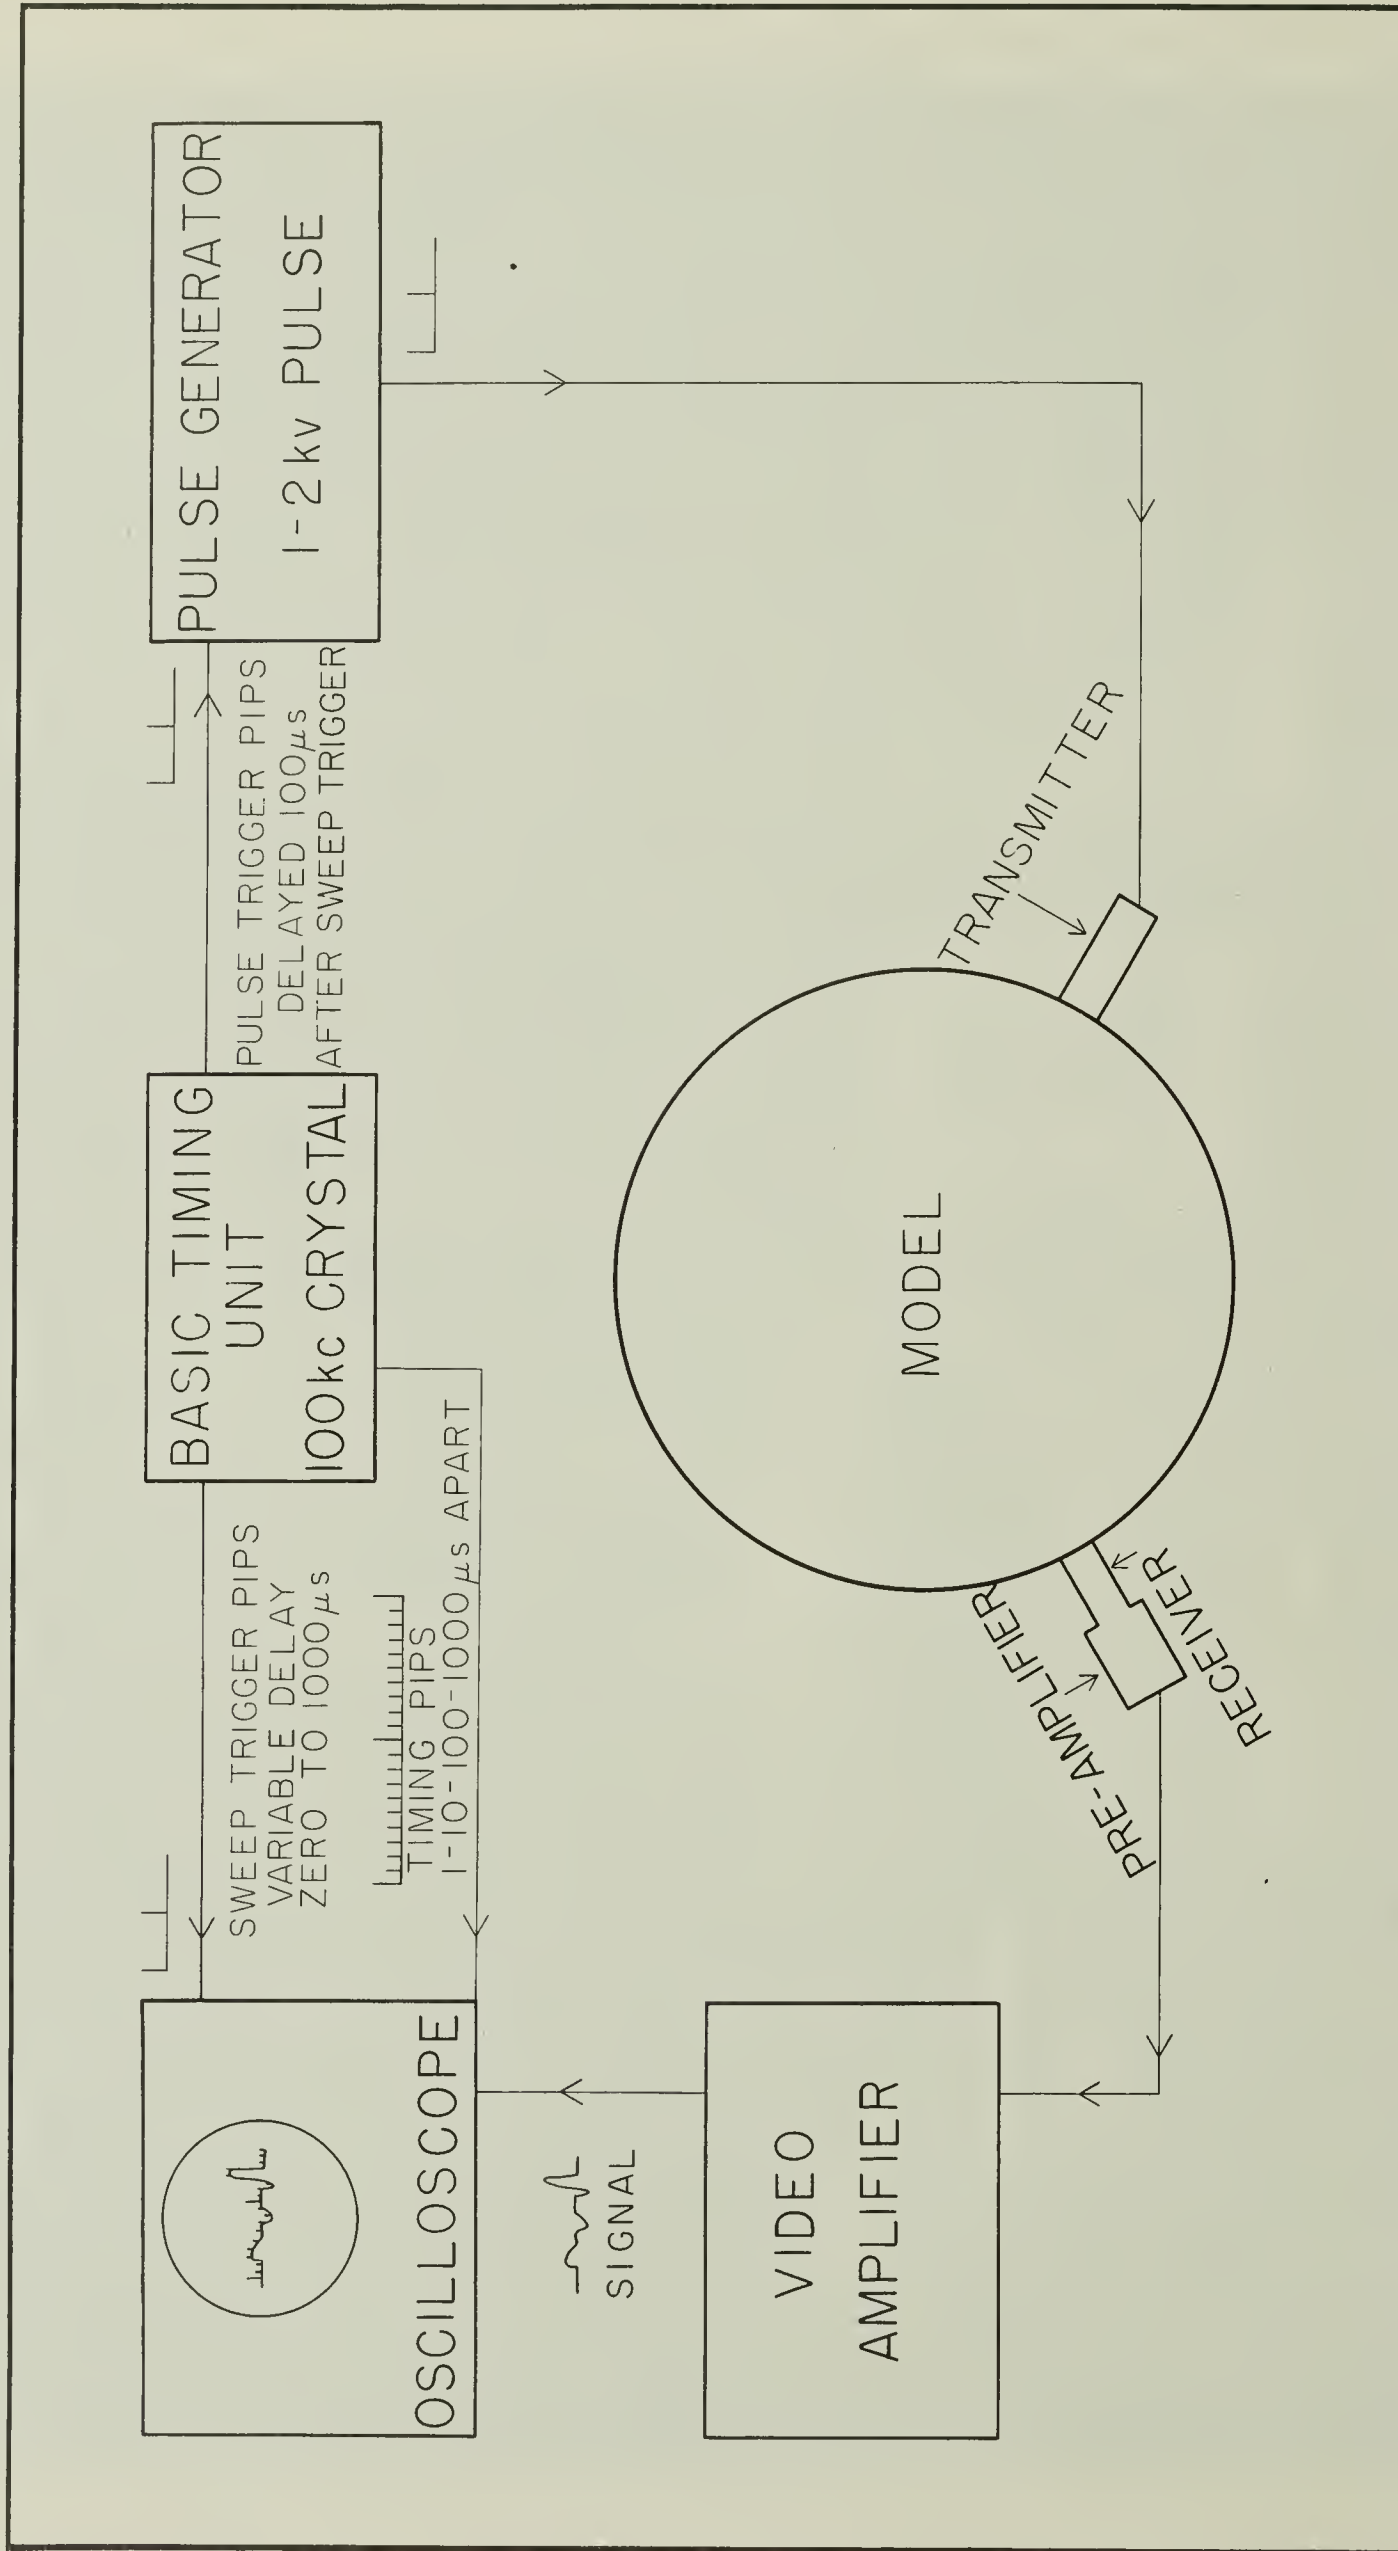 OSCILLOSCOPE
SWEEP TRIGGER PIPS
VARIABLE DELAY
ZERO TO 1000μs
TIMING PIPS
1-10-100-1000μs APART
BASIC TIMING
UNIT
100kc CRYSTAL
PULSE TRIGGER PIPS
DELAYED 100μs
AFTER SWEEP TRIGGER
PULSE GENERATOR
1-2kv PULSE
SIGNAL
VIDEO
AMPLIFIER
PRE-AMPLIFIER
RECEIVER
MODEL
TRANSMITTER